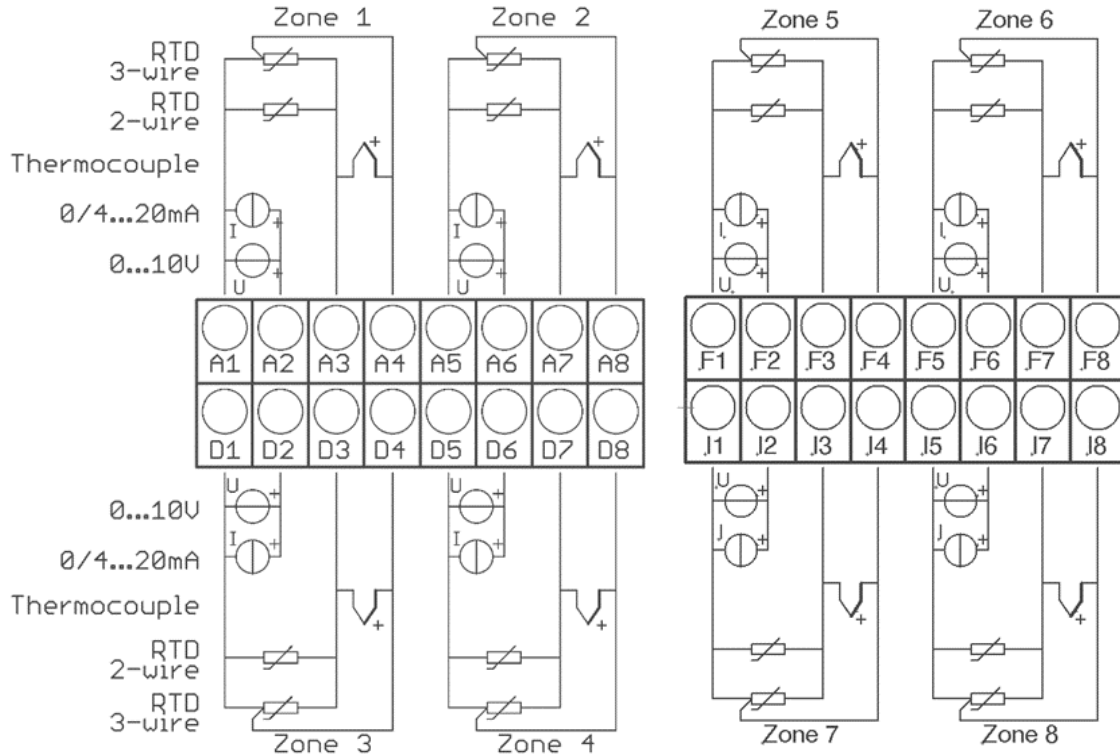 Zone 1
Zone 2
Zone 5
Zone 6
RTD
3-wire
RTD
2-wire
Thermocouple
+
+
+
+
0/4...20mA
I
+
I
+
I
+
I
+
0...10V
U
+
U
+
U
+
U
+
A1 A2 A3 A4 A5 A6 A7 A8
F1 F2 F3 F4 F5 F6 F7 F8
D1 D2 D3 D4 D5 D6 D7 D8
I1 I2 I3 I4 I5 I6 I7 I8
0...10V
U
+
U
+
U
+
U
+
0/4...20mA
I
+
I
+
J
+
J
+
Thermocouple
+
+
+
+
RTD
2-wire
RTD
3-wire
Zone 3
Zone 4
Zone 7
Zone 8